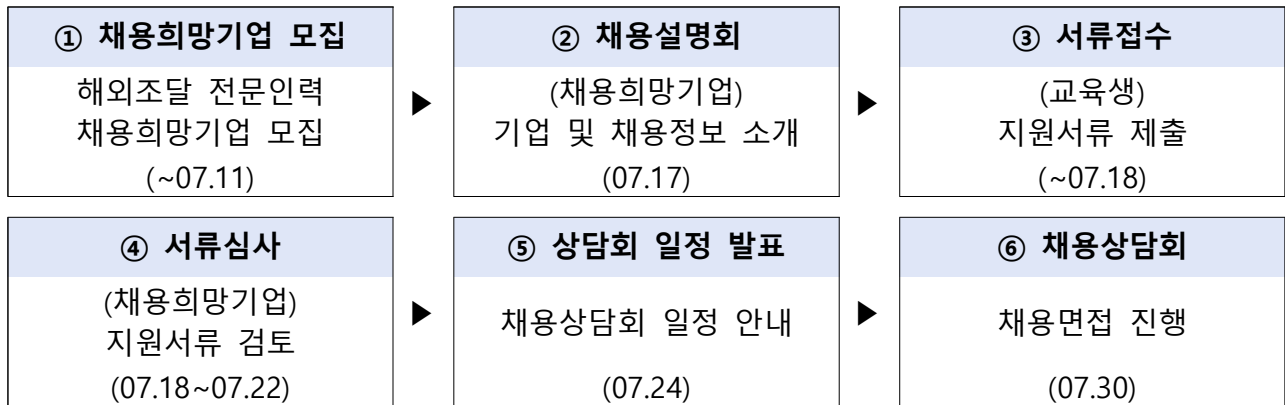 ① 채용희망기업 모집
해외조달 전문인력
채용희망기업 모집
(~07.11)
▶
② 채용설명회
(채용희망기업)
기업 및 채용정보 소개
(07.17)
▶
③ 서류접수
(교육생)
지원서류 제출
(~07.18)
④ 서류심사
(채용희망기업)
지원서류 검토
(07.18~07.22)
▶
⑤ 상담회 일정 발표
채용상담회 일정 안내
(07.24)
▶
⑥ 채용상담회
채용면접 진행
(07.30)